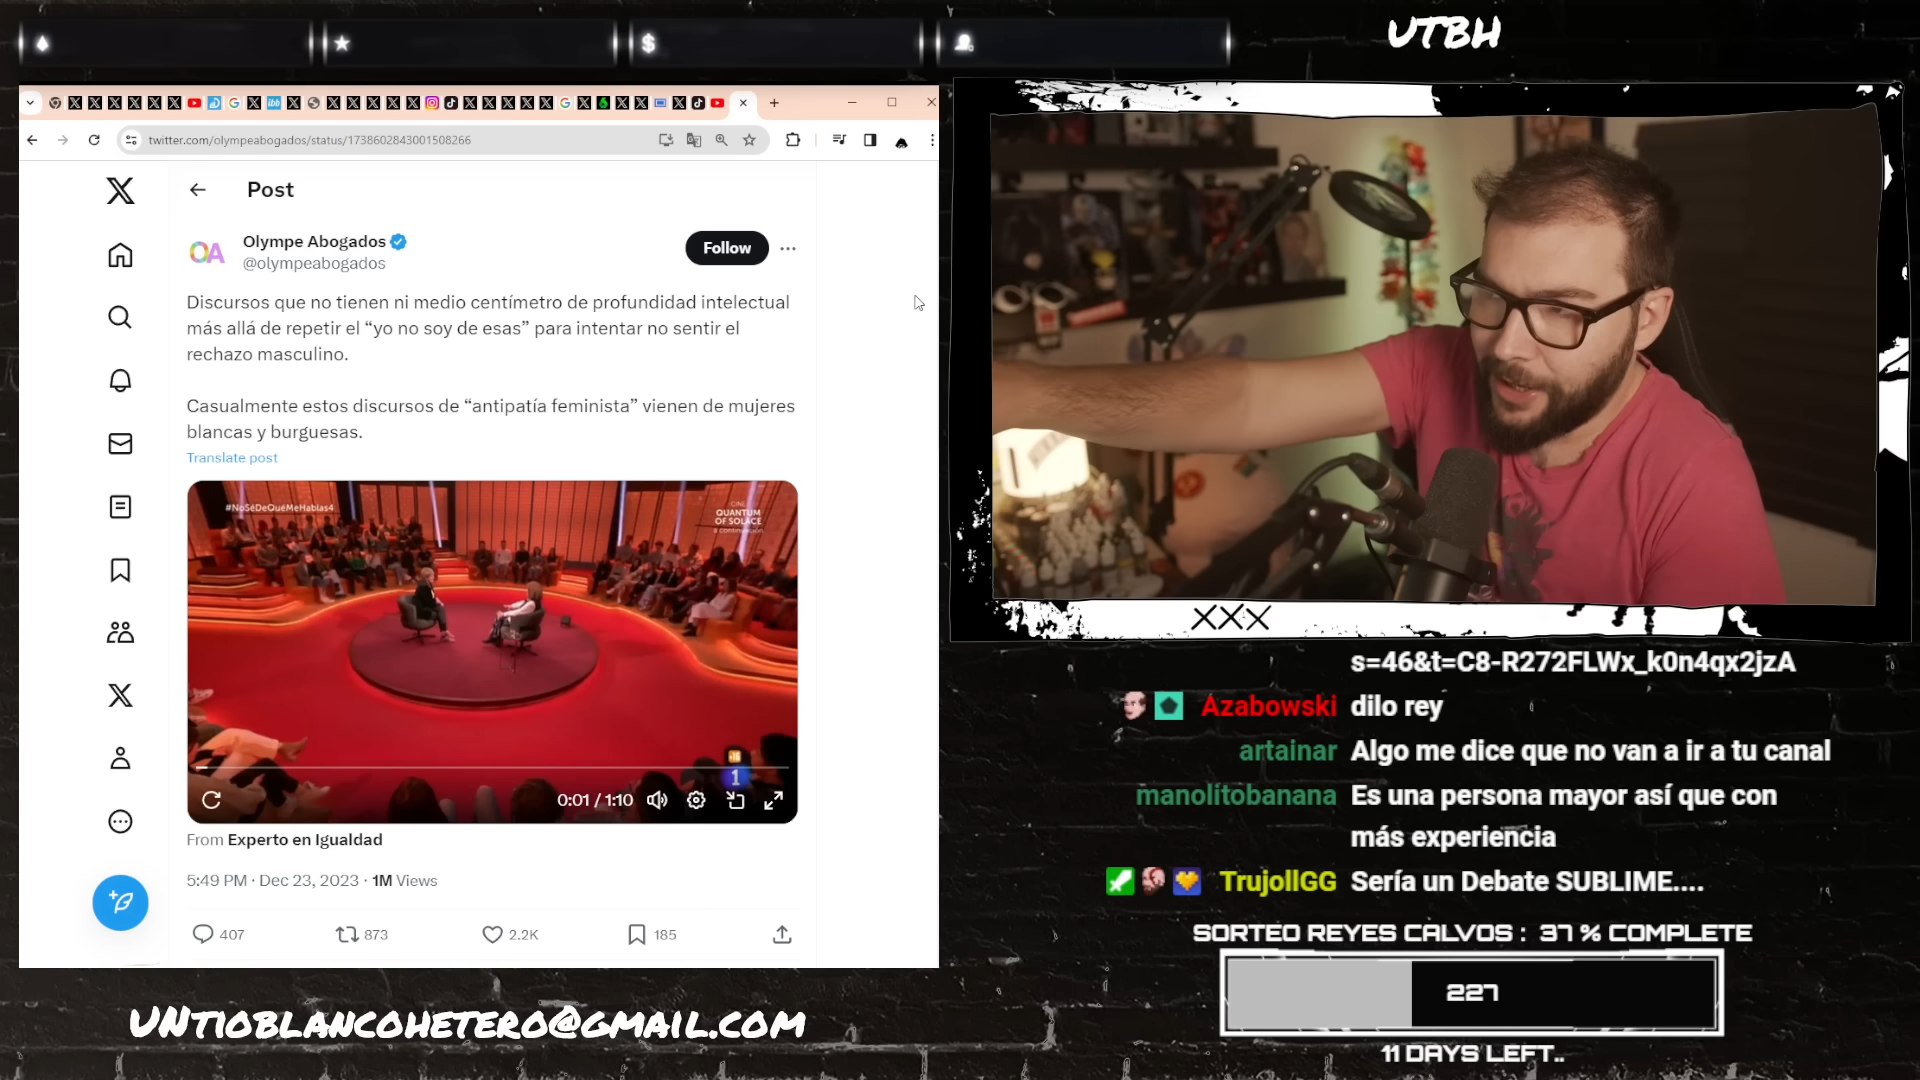 UTBH
twitter.com/olympeabogados/status/1738602843001508266
Post
OA
Olympe Abogados
@olympeabogados
Follow
Discursos que no tienen ni medio centímetro de profundidad intelectual
más allá de repetir el “yo no soy de esas” para intentar no sentir el
rechazo masculino.
Casualmente estos discursos de “antipatía feminista” vienen de mujeres
blancas y burguesas.
Translate post
#NoSéDeQuéMeHablas4
CINE
QUANTUM
OF SOLACE
a continuación
1
0:01 / 1:10
From Experto en Igualdad
5:49 PM · Dec 23, 2023 · 1M Views
407
873
2.2K
185
UNTIOBLANCOHETERO@GMAIL.COM
XXX
s=46&t=C8-R272FLWx_k0n4qx2jzA
Azabowski dilo rey
artainar Algo me dice que no van a ir a tu canal
manolitobanana Es una persona mayor así que con
más experiencia
TrujollGG Sería un Debate SUBLIME....
SORTEO REYES CALVOS : 37 % COMPLETE
227
11 DAYS LEFT..